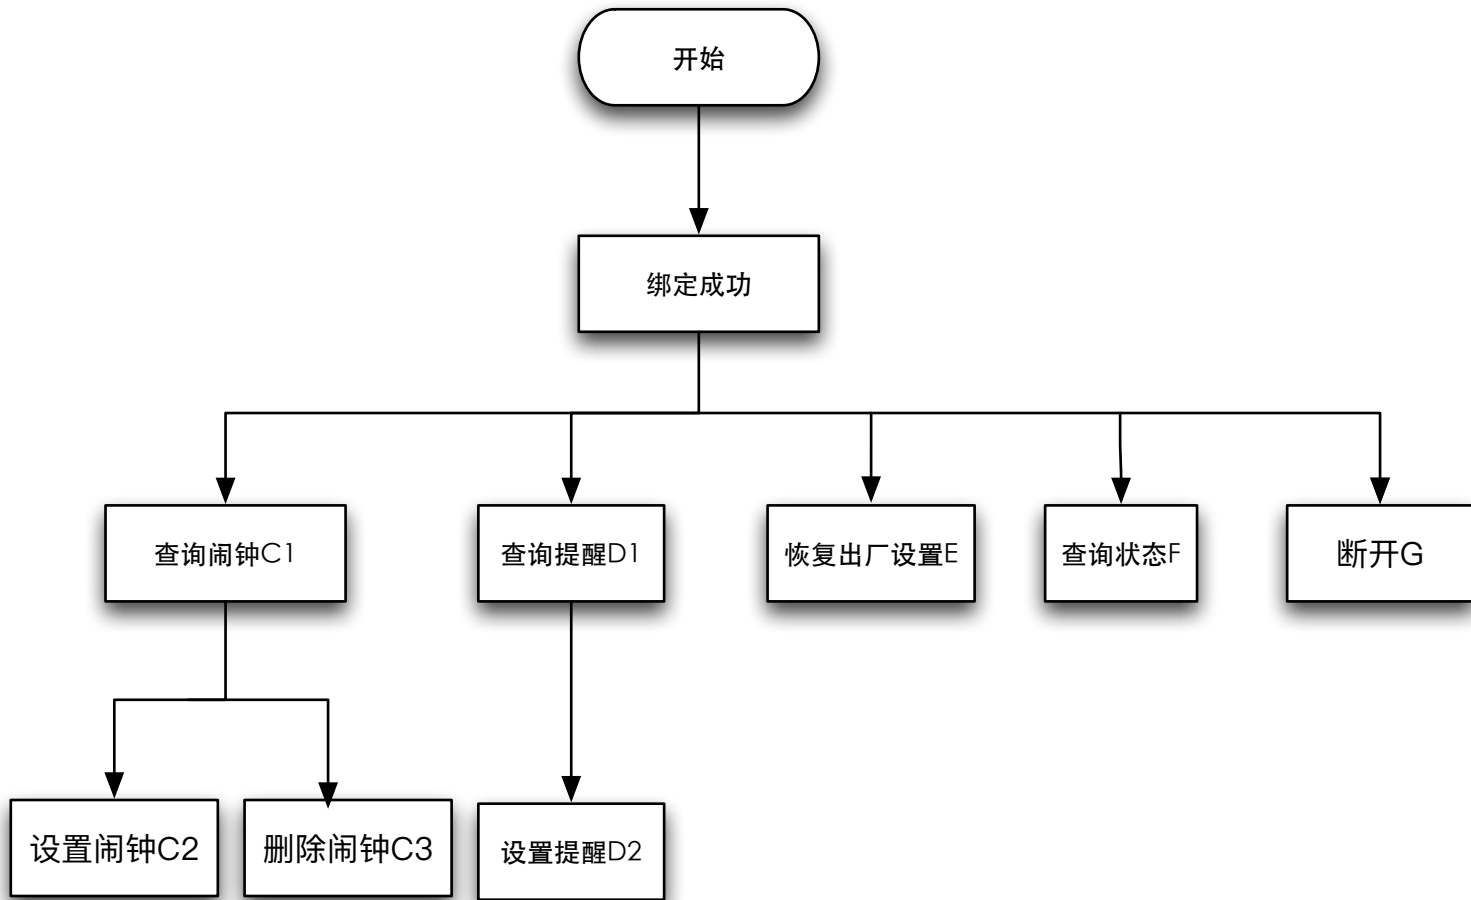 开始
绑定成功
查询闹钟C1
查询提醒D1
恢复出厂设置E
查询状态F
断开G
设置闹钟C2
删除闹钟C3
设置提醒D2